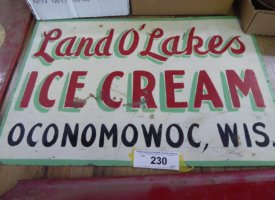 Land O' Lakes
ICE CREAM
OCONOMOWOC, WIS.
230